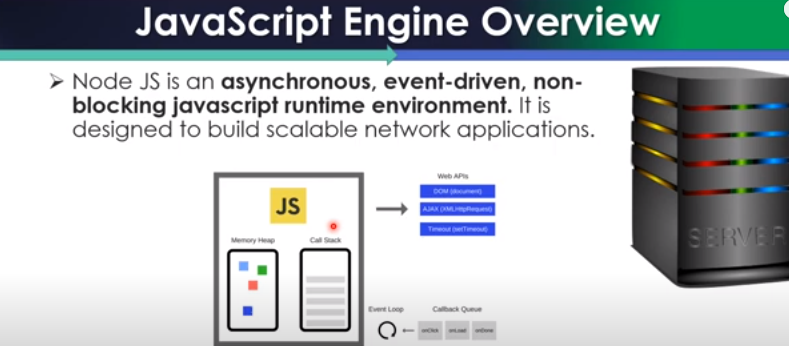 JavaScript Engine Overview
➢ Node JS is an asynchronous, event-driven, non-
blocking javascript runtime environment. It is
designed to build scalable network applications.
Web APIs
DOM (document)
AJAX (XMLHttpRequest)
Timeout (setTimeout)
JS
Memory Heap
Call Stack
Event Loop
Callback Queue
onClick
onLoad
onDone
SERVER